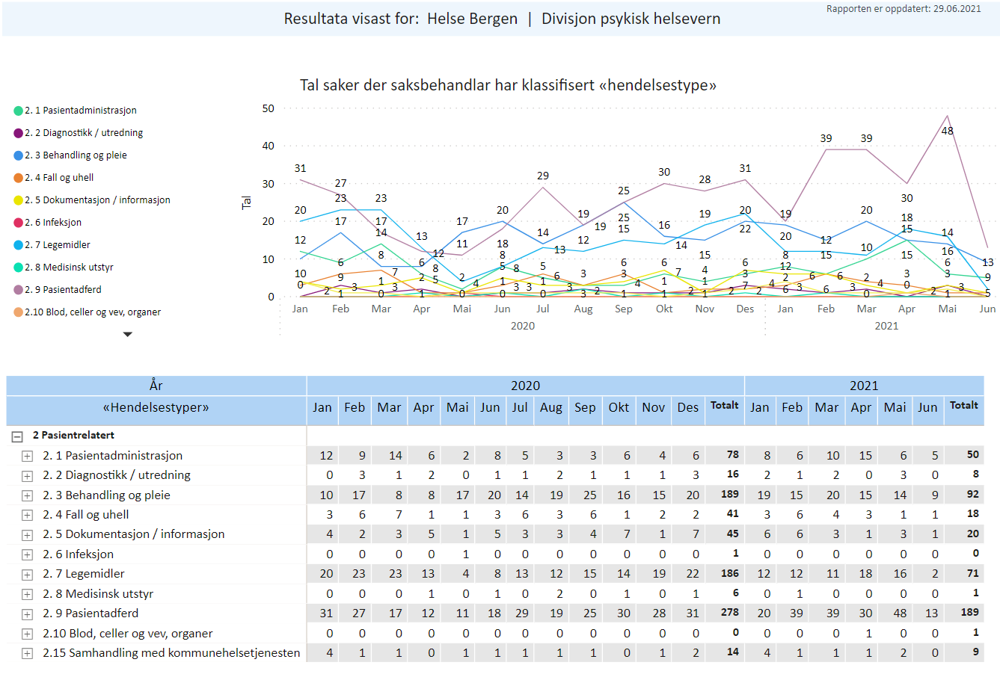 Resultata visast for: Helse Bergen | Divisjon psykisk helsevern
Rapporten er oppdatert: 29.06.2021
Tal saker der saksbehandlar har klassifisert «hendelsestype»
2. 1 Pasientadministrasjon
2. 2 Diagnostikk / utredning
2. 3 Behandling og pleie
2. 4 Fall og uhell
2. 5 Dokumentasjon / informasjon
2. 6 Infeksjon
2. 7 Legemidler
2. 8 Medisinsk utstyr
2. 9 Pasientadferd
2.10 Blod, celler og vev, organer
Tal
50
40
30
20
10
0
Jan Feb Mar Apr Mai Jun Jul Aug Sep Okt Nov Des Jan Feb Mar Apr Mai Jun
2020 2021
År 2020 2021
«Hendelsestyper» Jan Feb Mar Apr Mai Jun Jul Aug Sep Okt Nov Des Totalt Jan Feb Mar Apr Mai Jun Totalt
2 Pasientrelatert
2. 1 Pasientadministrasjon 12 9 14 6 2 8 5 3 3 6 4 6 78 8 6 10 15 6 5 50
2. 2 Diagnostikk / utredning 0 3 1 2 0 1 1 2 1 1 1 3 16 2 1 2 0 3 0 8
2. 3 Behandling og pleie 10 17 8 8 17 20 14 19 25 16 15 20 189 19 15 20 15 14 9 92
2. 4 Fall og uhell 3 6 7 1 1 3 6 3 6 1 2 2 41 3 6 4 3 1 1 18
2. 5 Dokumentasjon / informasjon 4 2 3 5 1 5 3 3 4 7 1 7 45 6 6 3 1 3 1 20
2. 6 Infeksjon 0 0 0 0 1 0 0 0 0 0 0 0 1 0 0 0 0 0 0 0
2. 7 Legemidler 20 23 23 13 4 8 13 12 15 14 19 22 186 12 12 11 18 16 2 71
2. 8 Medisinsk utstyr 0 0 0 1 0 1 0 2 0 1 0 1 6 0 1 0 0 0 0 1
2. 9 Pasientadferd 31 27 17 12 11 18 29 19 25 30 28 31 278 20 39 39 30 48 13 189
2.10 Blod, celler og vev, organer 0 0 0 0 0 0 0 0 0 0 0 0 0 0 0 0 1 0 0 1
2.15 Samhandling med kommunehelsetjenesten 4 1 1 0 1 1 1 1 1 0 1 2 14 4 1 1 1 2 0 9